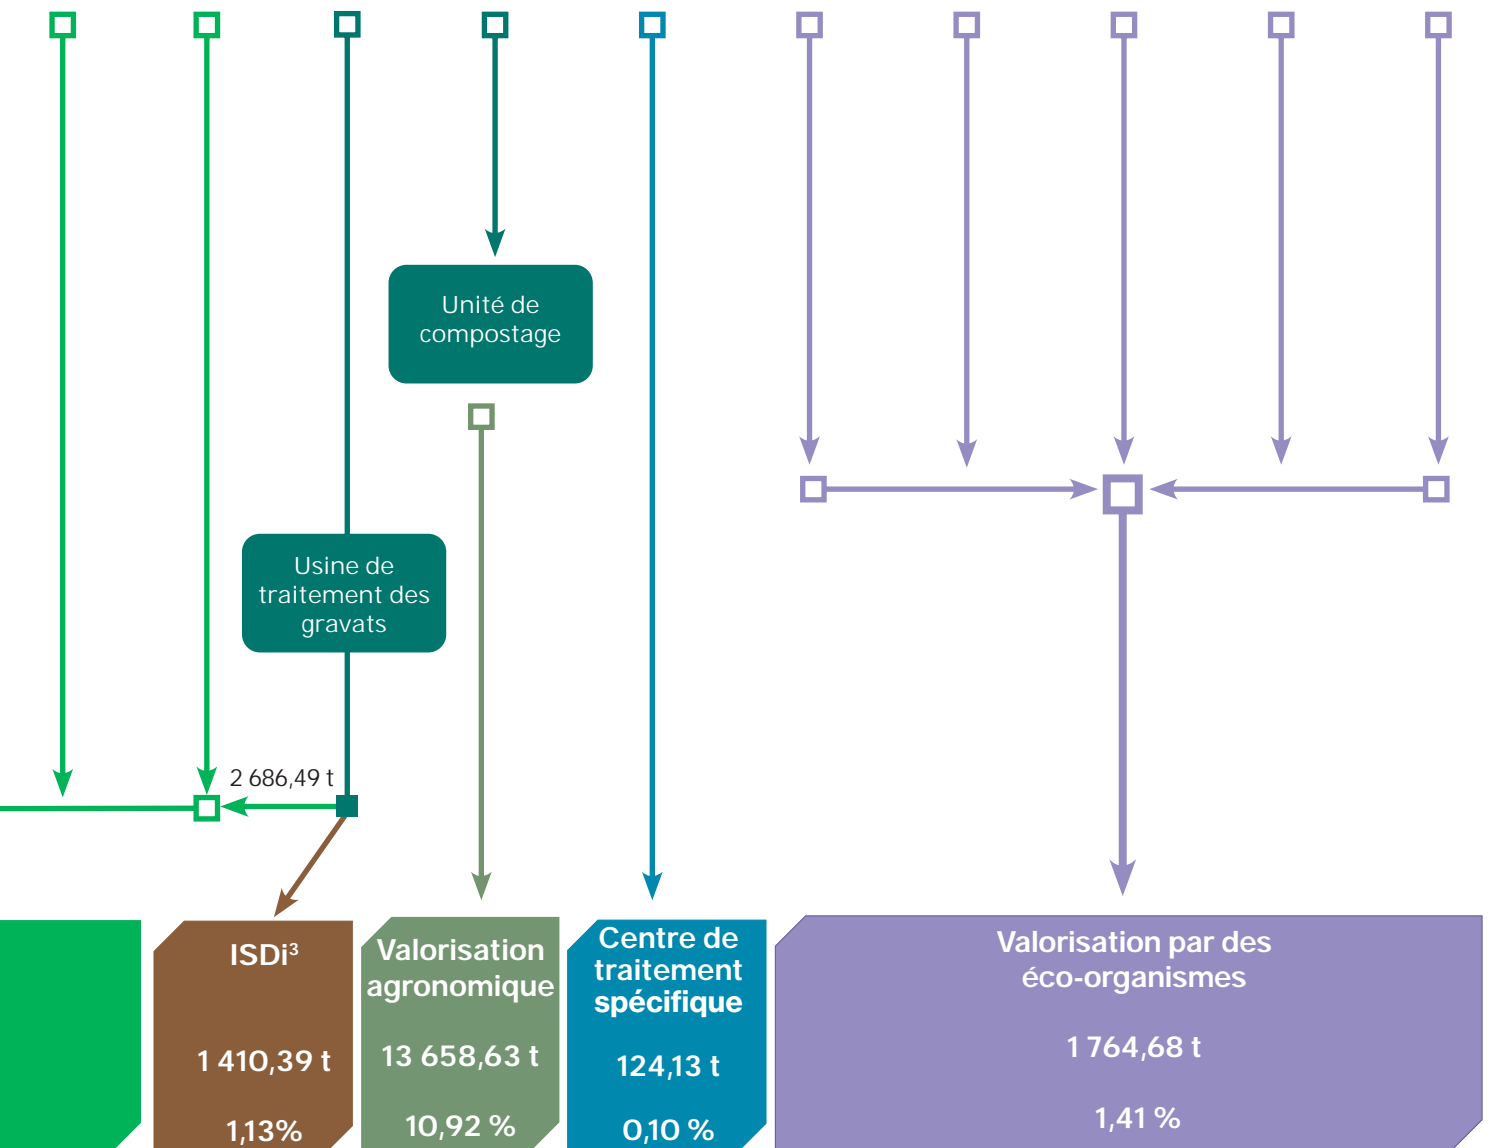 Unité de
compostage
Usine de
traitement des
gravats
2 686,49 t
ISDi³
1 410,39 t
1,13%
Valorisation
agronomique
13 658,63 t
10,92 %
Centre de
traitement
spécifique
124,13 t
0,10 %
Valorisation par des
éco-organismes
1 764,68 t
1,41 %